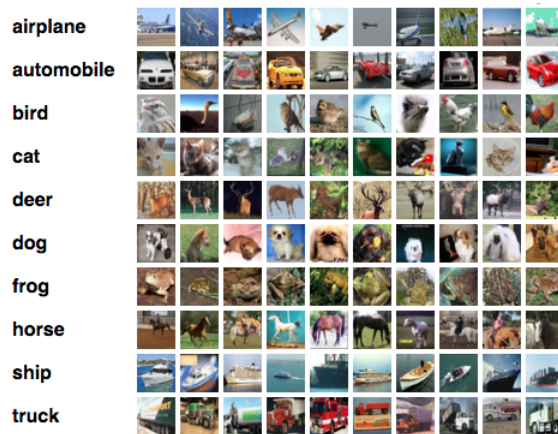 airplane
automobile
bird
cat
deer
dog
frog
horse
ship
truck